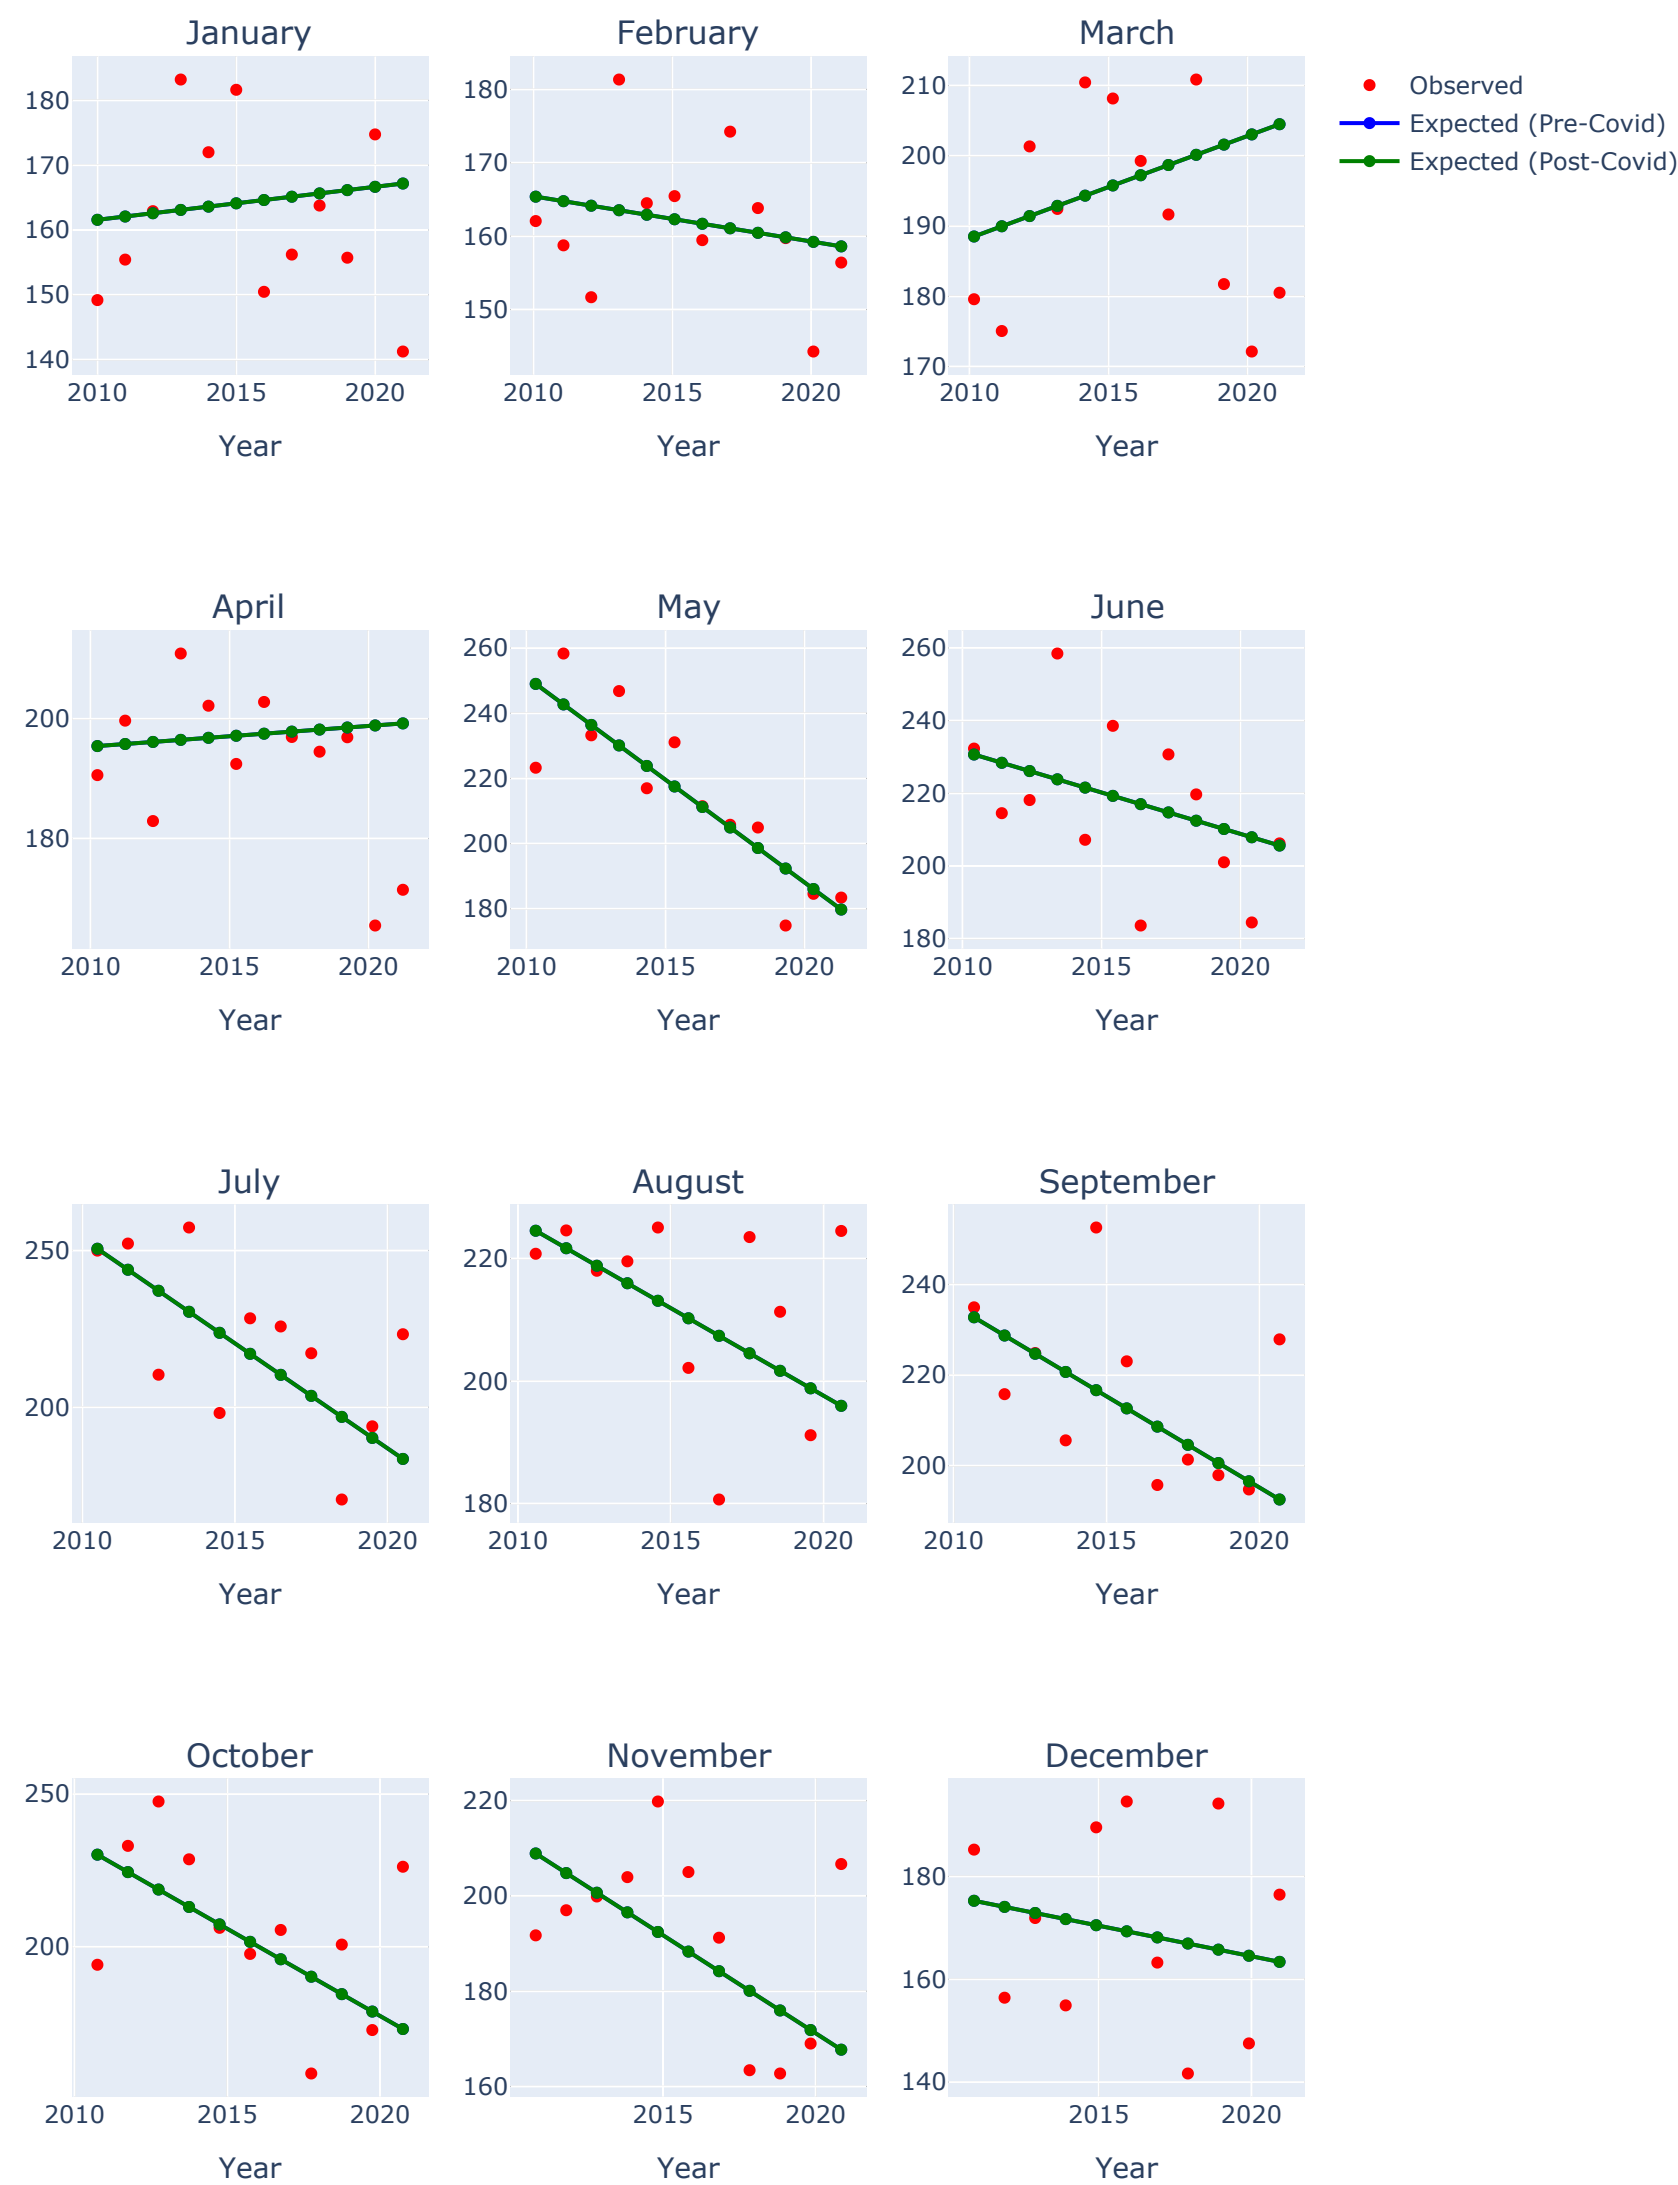 January February March
Observed
Expected (Pre-Covid)
Expected (Post-Covid)
180
170
160
150
140
2010 2015 2020
Year
180
170
160
150
2010 2015 2020
Year
210
200
190
180
170
2010 2015 2020
Year
April May June
200
180
2010 2015 2020
Year
260
240
220
200
180
2010 2015 2020
Year
260
240
220
200
180
2010 2015 2020
Year
July August September
250
200
2010 2015 2020
Year
220
200
180
2010 2015 2020
Year
240
220
200
2010 2015 2020
Year
October November December
250
200
2010 2015 2020
Year
220
200
180
160
2015 2020
Year
180
160
140
2015 2020
Year